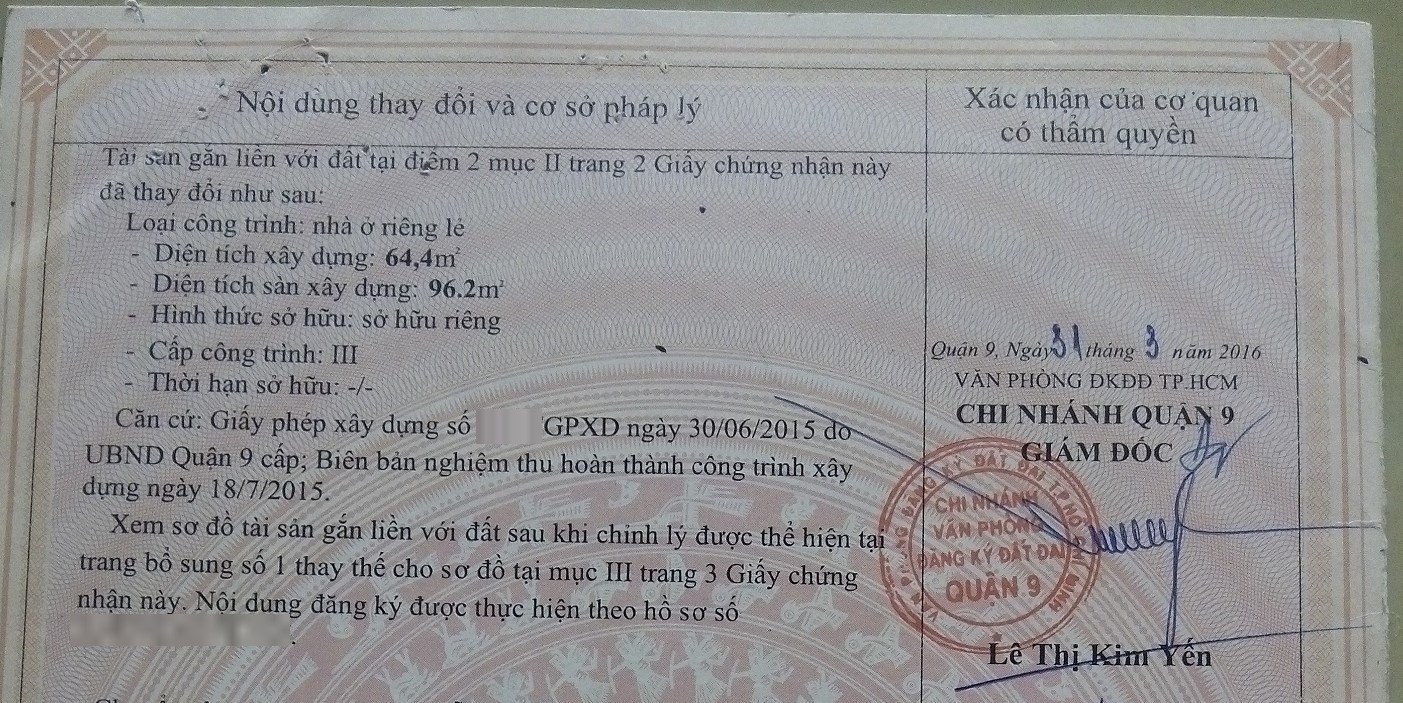 Nội dung thay đổi và cơ sở pháp lý
Xác nhận của cơ quan
có thẩm quyền
Tài sản gắn liền với đất tại điểm 2 mục II trang 2 Giấy chứng nhận này
đã thay đổi như sau:
Loại công trình: nhà ở riêng lẻ
- Diện tích xây dựng: 64,4m²
- Diện tích sàn xây dựng: 96.2m²
- Hình thức sở hữu: sở hữu riêng
- Cấp công trình: III
- Thời hạn sở hữu: -/-
Căn cứ: Giấy phép xây dựng số GPXD ngày 30/06/2015 do
UBND Quận 9 cấp; Biên bản nghiệm thu hoàn thành công trình xây
dựng ngày 18/7/2015.
Xem sơ đồ tài sản gắn liền với đất sau khi chỉnh lý được thể hiện tại
trang bổ sung số 1 thay thế cho sơ đồ tại mục III trang 3 Giấy chứng
nhận này. Nội dung đăng ký được thực hiện theo hồ sơ số
Quận 9, Ngày 31 tháng 3 năm 2016
VĂN PHÒNG ĐKĐĐ TP.HCM
CHI NHÁNH QUẬN 9
GIÁM ĐỐC
CHI NHÁNH
VĂN PHÒNG
ĐĂNG KÝ ĐẤT ĐAI
QUẬN 9
Lê Thị Kim Yến